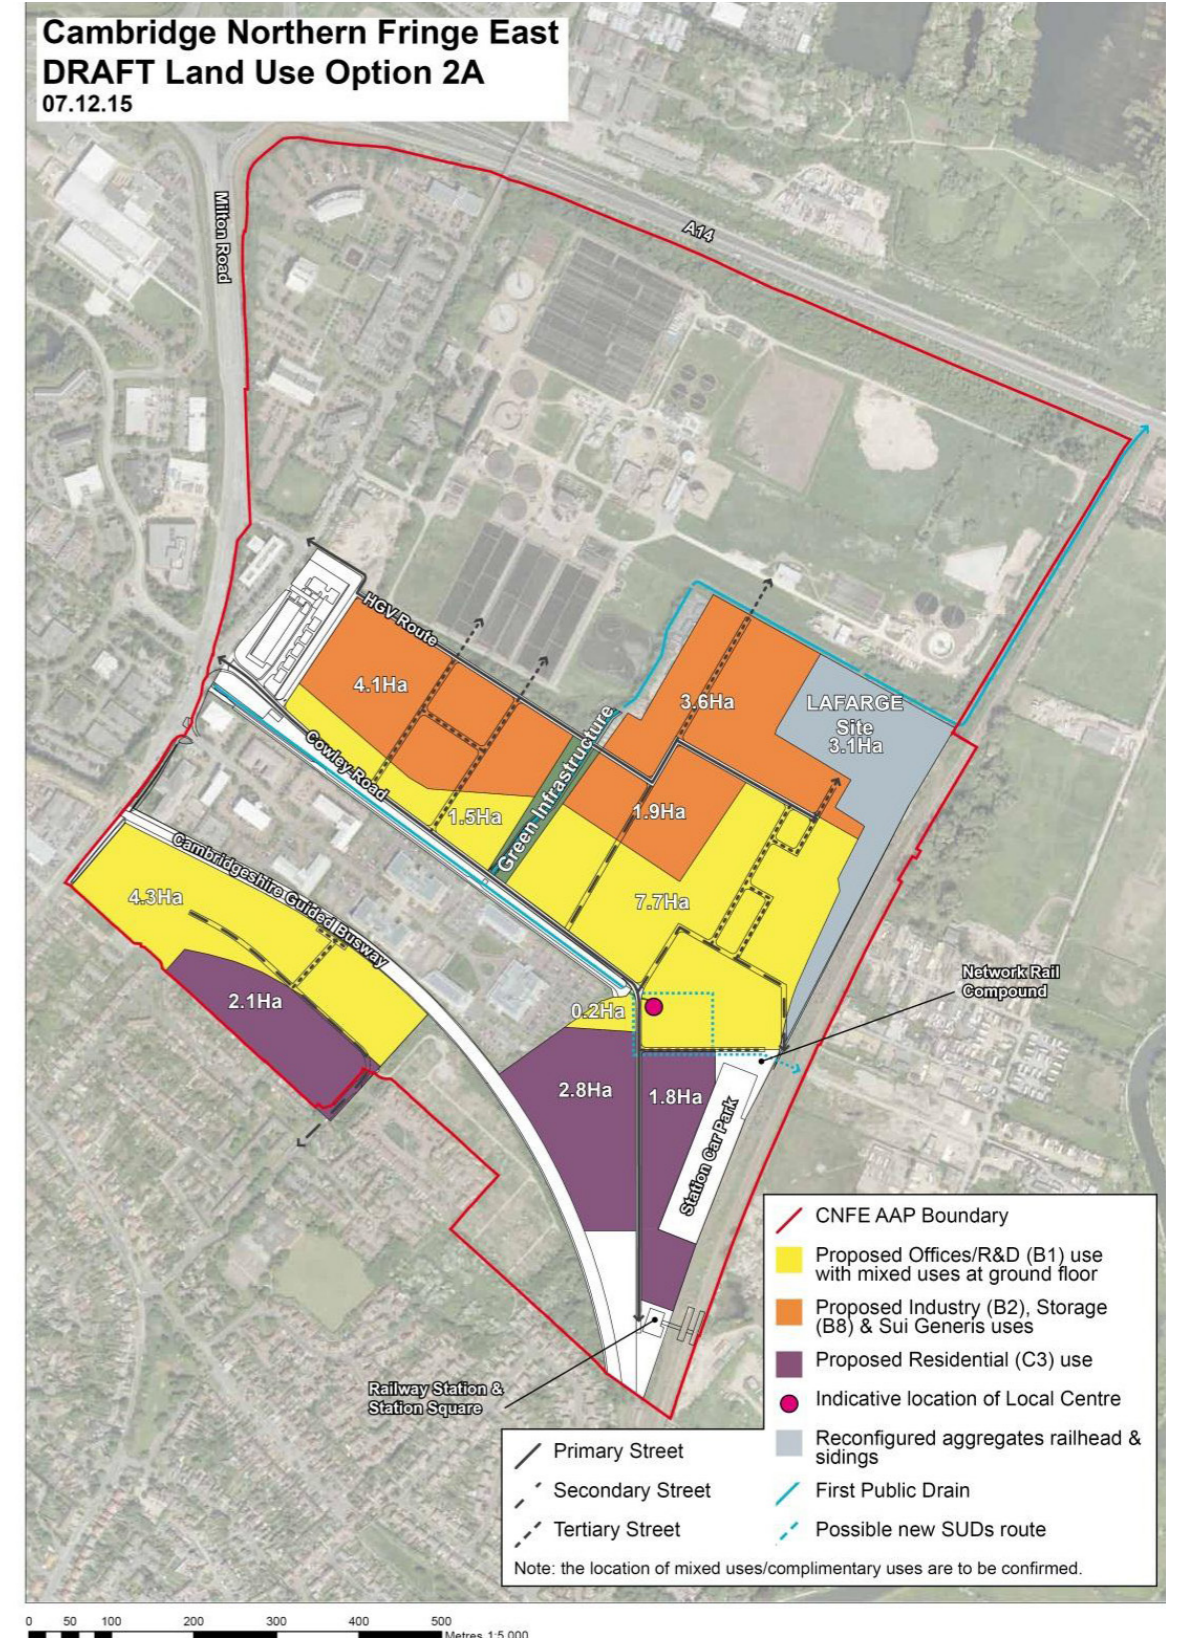 Cambridge Northern Fringe East
DRAFT Land Use Option 2A
07.12.15
Milton Road
A14
HGV Route
4.1Ha
3.6Ha
LAFARGE
Site
3.1Ha
Cowley Road
Green Infrastructure
1.5Ha
1.9Ha
Cambridgeshire Guided Busway
4.3Ha
7.7Ha
2.1Ha
0.2Ha
Network Rail
Compound
2.8Ha
1.8Ha
Station Car Park
Railway Station &
Station Square
CNFE AAP Boundary
Proposed Offices/R&D (B1) use
with mixed uses at ground floor
Proposed Industry (B2), Storage
(B8) & Sui Generis uses
Proposed Residential (C3) use
Indicative location of Local Centre
Reconfigured aggregates railhead &
sidings
First Public Drain
Possible new SUDs route
Primary Street
Secondary Street
Tertiary Street
Note: the location of mixed uses/complimentary uses are to be confirmed.
0 50 100 200 300 400 500
Metres 1:5,000